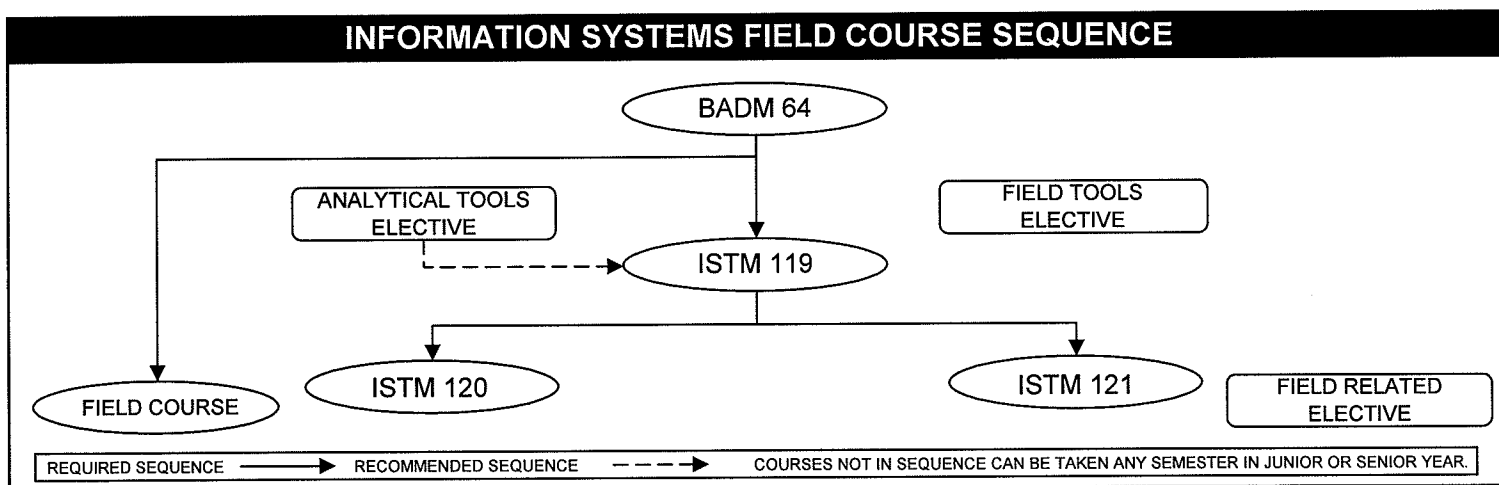 INFORMATION SYSTEMS FIELD COURSE SEQUENCE
BADM 64
ANALYTICAL TOOLS
ELECTIVE
FIELD TOOLS
ELECTIVE
ISTM 119
ISTM 120
ISTM 121
FIELD COURSE
FIELD RELATED
ELECTIVE
REQUIRED SEQUENCE RECOMMENDED SEQUENCE COURSES NOT IN SEQUENCE CAN BE TAKEN ANY SEMESTER IN JUNIOR OR SENIOR YEAR.